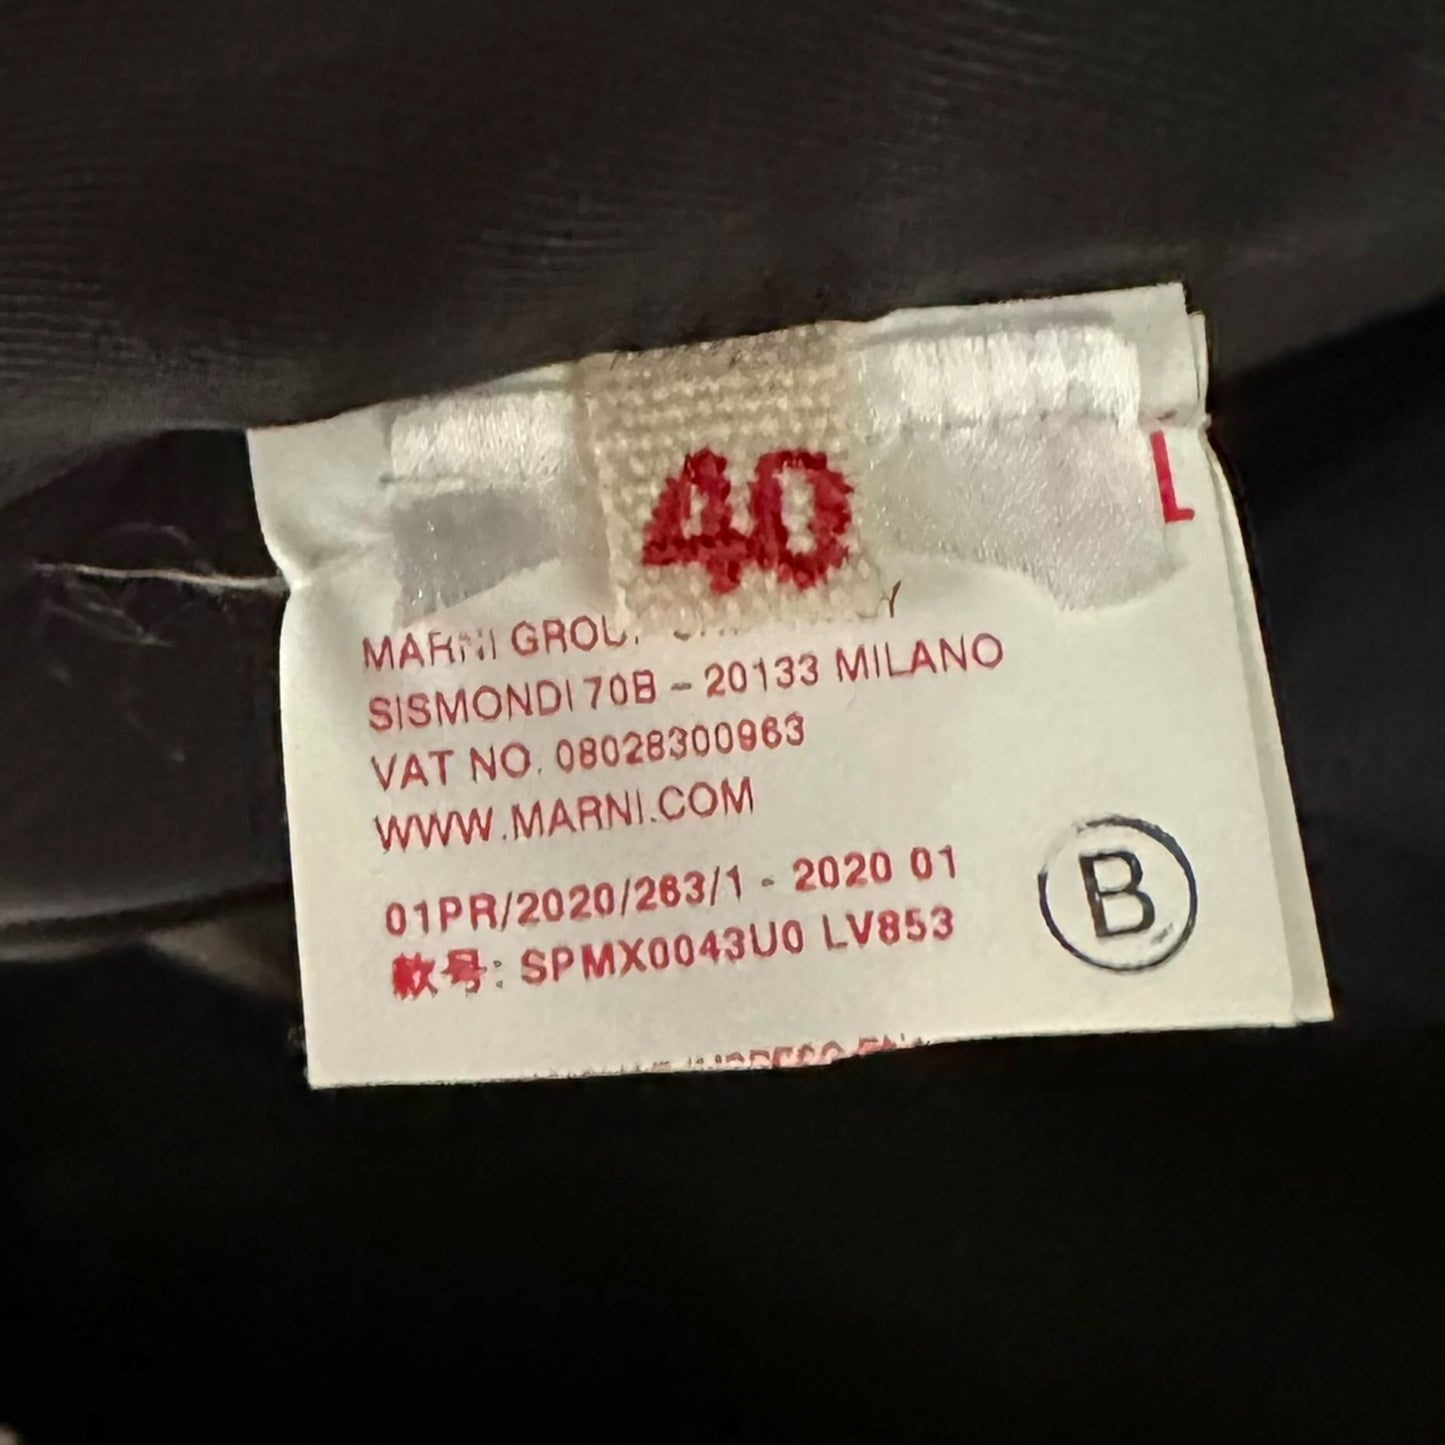 40
L
MARNI GROUP
SISMONDI 70B - 20133 MILANO
VAT NO. 08028300963
WWW.MARNI.COM
01PR/2020/263/1 - 2020 01
款号: SPMX0043U0 LV853
B